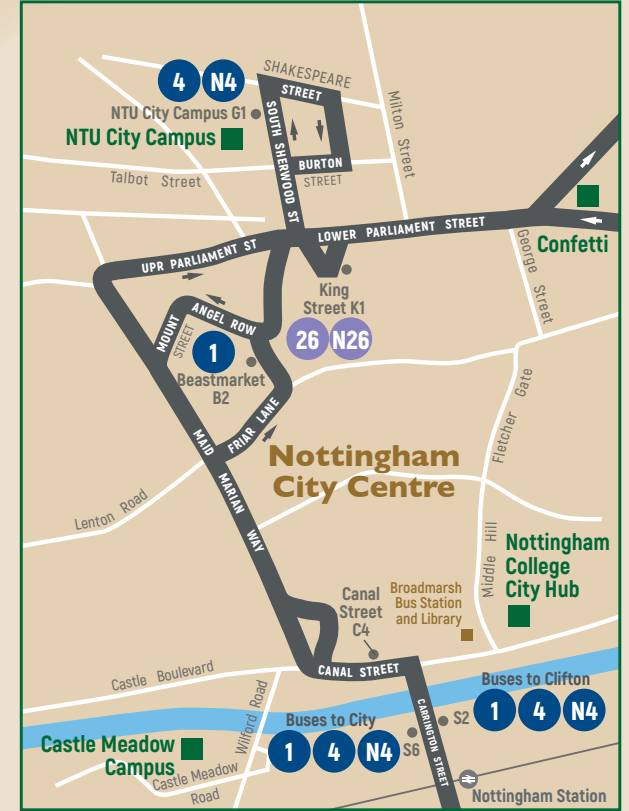 SHAKESPEARE
STREET
4 N4
NTU City Campus G1
NTU City Campus
SOUTH SHERWOOD ST
BURTON
STREET
Milton Street
Talbot Street
LOWER PARLIAMENT STREET
UPR PARLIAMENT ST
Confetti
George Street
King
Street K1
26 N26
ANGEL ROW
MOUNT
STREET
1
Beastmarket
B2
FRIAR LANE
MAID MARIAN WAY
Fletcher Gate
Nottingham
City Centre
Lenton Road
Middle Hill
Nottingham
College
City Hub
Canal
Street
C4
Broadmarsh
Bus Station
and Library
CANAL STREET
Castle Boulevard
Wilford Road
CARRINGTON STREET
Buses to Clifton
1 4 N4
S2
Buses to City
1 4 N4
S6
Castle Meadow
Campus
Castle Meadow
Road
Nottingham Station